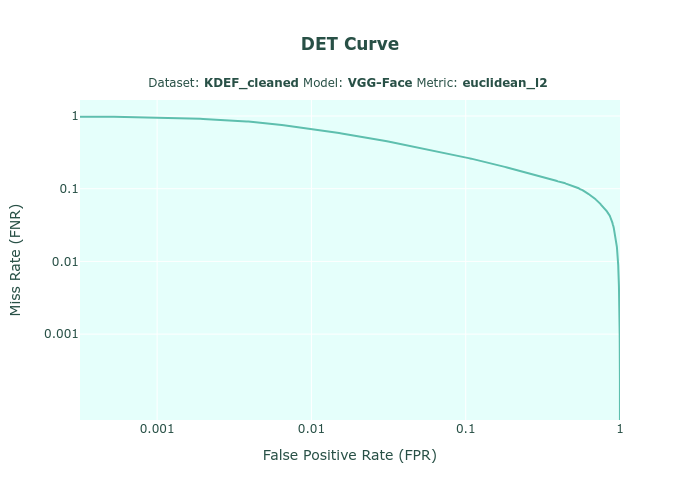 DET Curve
Dataset: KDEF_cleaned Model: VGG-Face Metric: euclidean_l2
1
0.1
0.01
0.001
Miss Rate (FNR)
0.001 0.01 0.1 1
False Positive Rate (FPR)